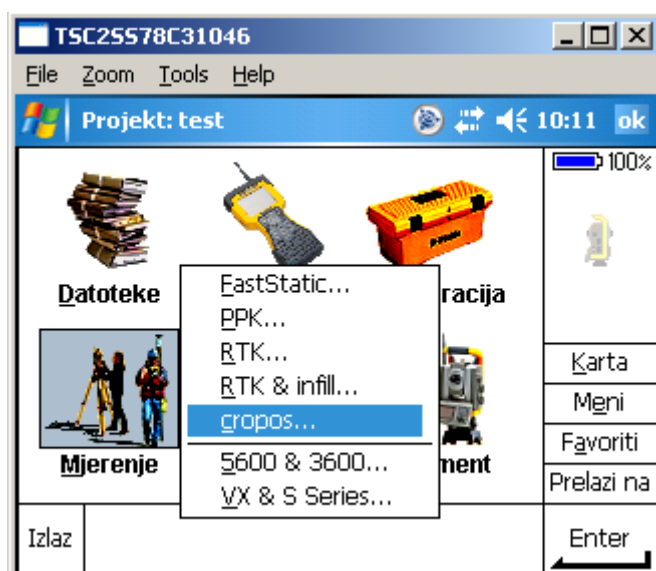 TSC2SS78C31046
File Zoom Tools Help
Projekt: test 10:11 ok
100%
Datoteke
racija
FastStatic...
PPK...
RTK...
RTK & infill...
cropos...
5600 & 3600...
VX & S Series...
Mjerenje
ment
Karta
Meni
Favoriti
Prelazi na
Izlaz
Enter